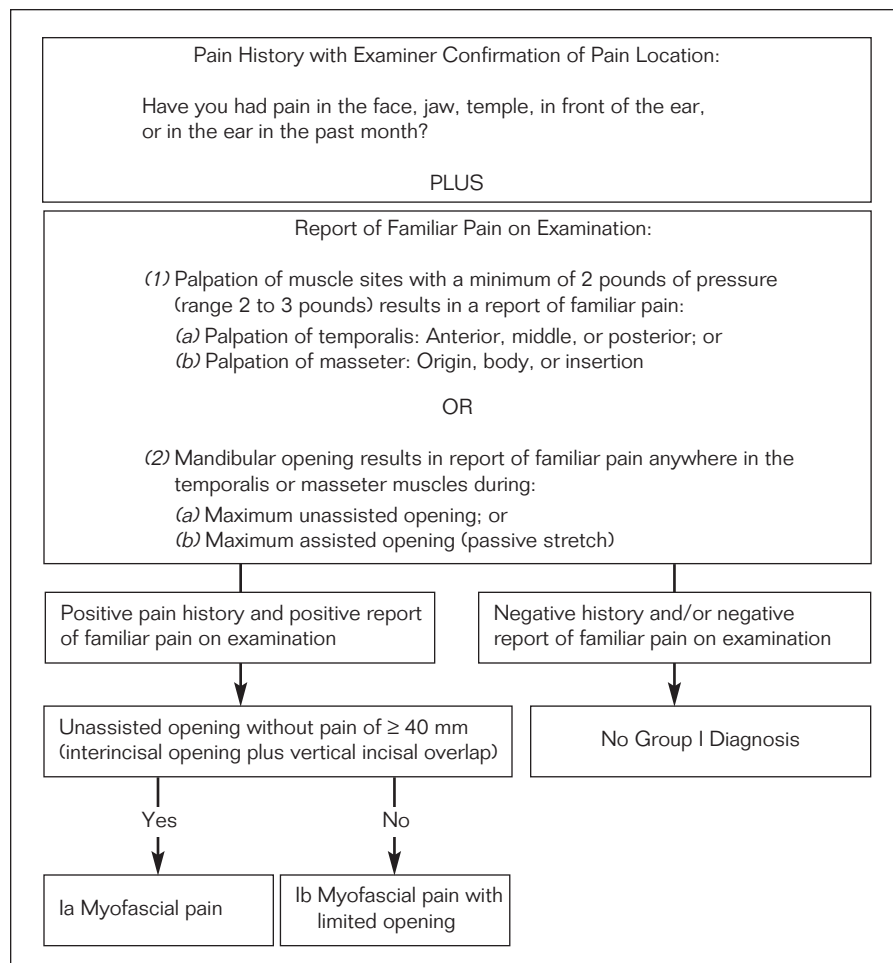 Pain History with Examiner Confirmation of Pain Location:
Have you had pain in the face, jaw, temple, in front of the ear,
or in the ear in the past month?
PLUS
Report of Familiar Pain on Examination:
(1) Palpation of muscle sites with a minimum of 2 pounds of pressure
(range 2 to 3 pounds) results in a report of familiar pain:
(a) Palpation of temporalis: Anterior, middle, or posterior; or
(b) Palpation of masseter: Origin, body, or insertion
OR
(2) Mandibular opening results in report of familiar pain anywhere in the
temporalis or masseter muscles during:
(a) Maximum unassisted opening; or
(b) Maximum assisted opening (passive stretch)
Positive pain history and positive report
of familiar pain on examination
Negative history and/or negative
report of familiar pain on examination
Unassisted opening without pain of ≥ 40 mm
(interincisal opening plus vertical incisal overlap)
No Group I Diagnosis
Yes
No
Ia Myofascial pain
Ib Myofascial pain with
limited opening